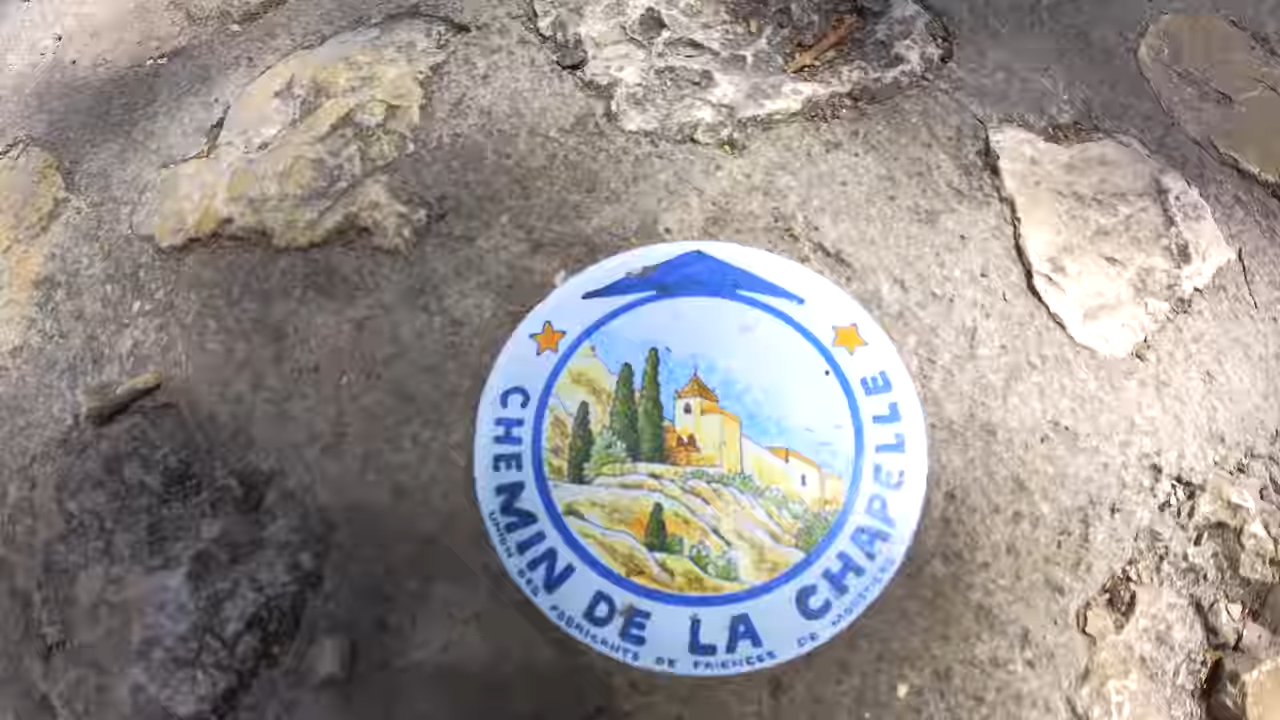 CHEMIN DE LA CHAPELLE
UNION DES FABRICANTS DE FAIENCES DE MOUSTIERS